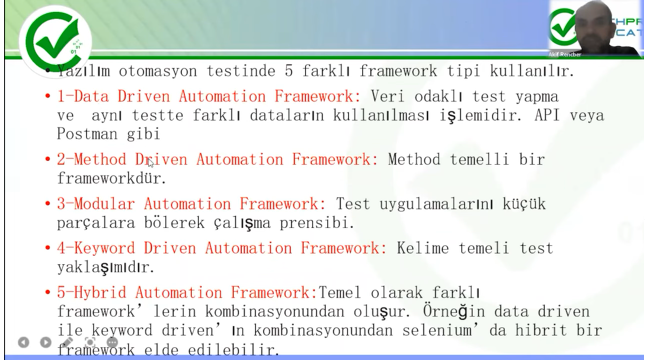 Yazılım otomasyon testinde 5 farklı framework tipi kullanılır.
1-Data Driven Automation Framework: Veri odaklı test yapma
ve aynı testte farklı dataların kullanılması işlemidir. API veya
Postman gibi
2-Method Driven Automation Framework: Method temelli bir
frameworkdür.
3-Modular Automation Framework: Test uygulamalarını küçük
parçalara bölerek çalışma prensibi.
4-Keyword Driven Automation Framework: Kelime temeli test
yaklaşımıdır.
5-Hybrid Automation Framework:Temel olarak farklı
framework' lerin kombinasyonundan oluşur. Örneğin data driven
ile keyword driven' ın kombinasyonundan selenium' da hibrit bir
framework elde edilebilir.